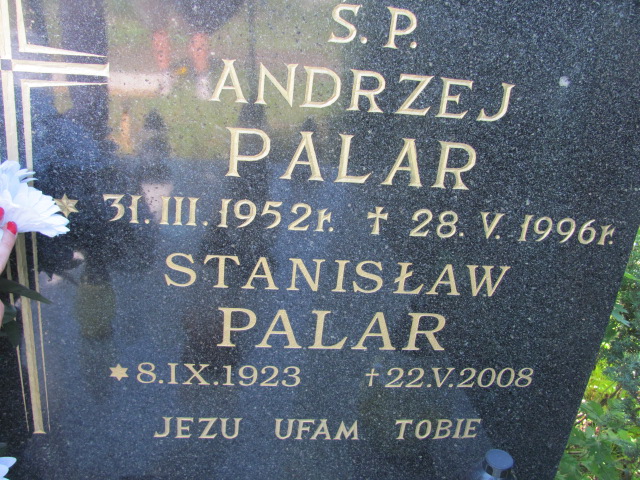 Ś.P.
ANDRZEJ
PALAR
31.III.1952r. † 28.V.1996r.
STANISŁAW
PALAR
8.IX.1923 †22.V.2008
JEZU UFAM TOBIE